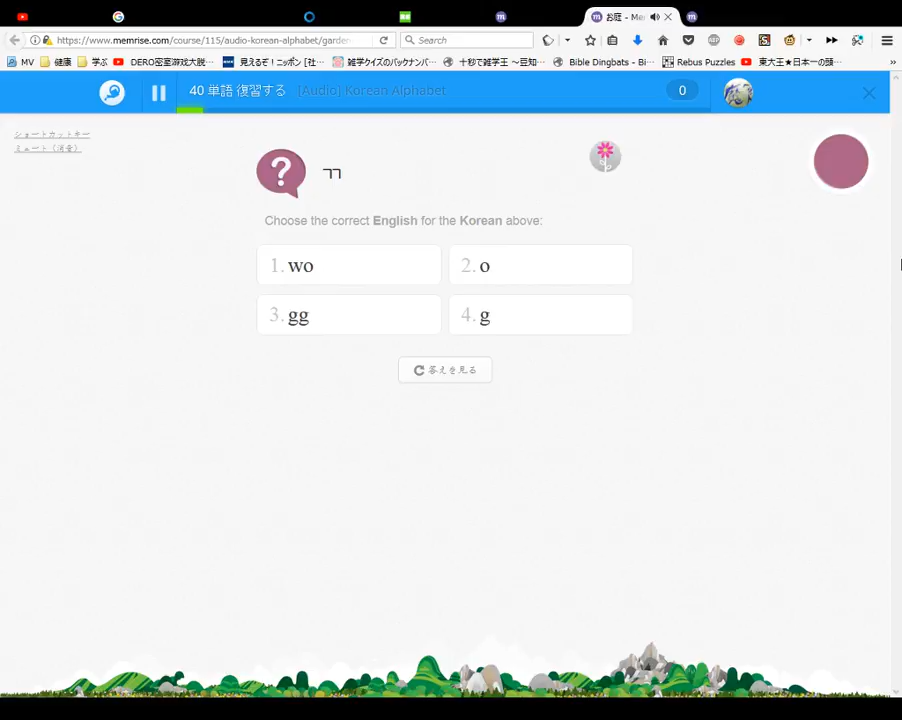 お庭 - Me
https://www.memrise.com/course/115/audio-korean-alphabet/garden
Search
MV 健康 学ぶ DERO密室游戏大脱… 見えるぞ！ニッポン [社… 雑学クイズのバックナンバ… 十秒で雑学王 ～豆知… Bible Dingbats - Bi… Rebus Puzzles 東大王★日本一の頭…
40 単語 復習する [Audio] Korean Alphabet 0
ショートカットキー
ミュート（消音）
? ㄲ
Choose the correct English for the Korean above:
1. wo 2. o
3. gg 4. g
答えを見る